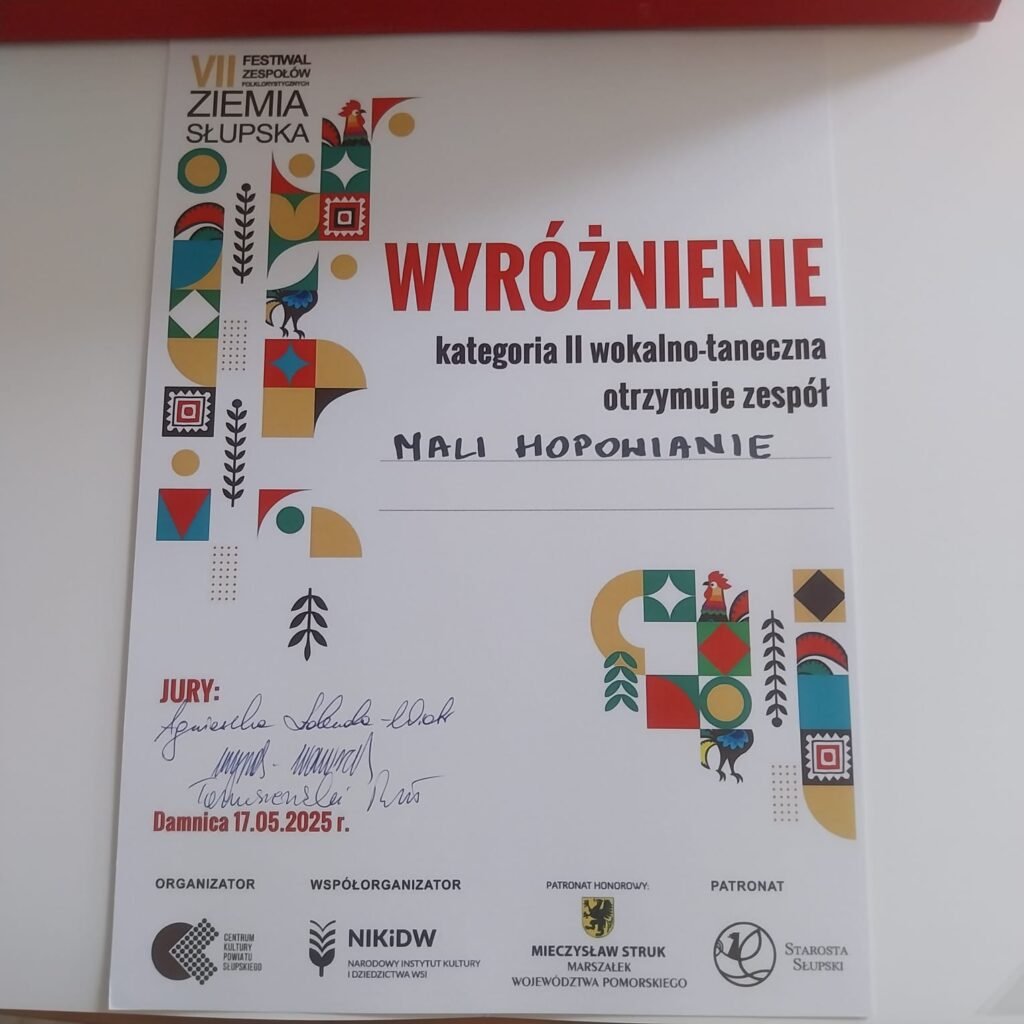 VII FESTIWAL
ZESPOŁÓW
FOLKLORYSTYCZNYCH
ZIEMIA
SŁUPSKA
WYRÓŻNIENIE
kategoria II wokalno-taneczna
otrzymuje zespół
MALI HOPOWIANIE
JURY:
Agnieszka
Damnica 17.05.2025 r.
ORGANIZATOR
CENTRUM
KULTURY
POWIATU
SŁUPSKIEGO
WSPÓŁORGANIZATOR
NIKiDW
NARODOWY INSTYTUT KULTURY
I DZIEDZICTWA WSI
PATRONAT HONOROWY:
MIECZYSŁAW STRUK
MARSZAŁEK
WOJEWÓDZTWA POMORSKIEGO
PATRONAT
STAROSTA
SŁUPSKI